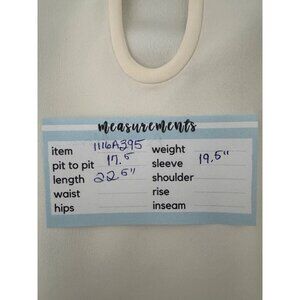 measurements
item 1116A395 weight
pit to pit 17.5" sleeve 19.5"
length 22.5" shoulder
waist rise
hips inseam